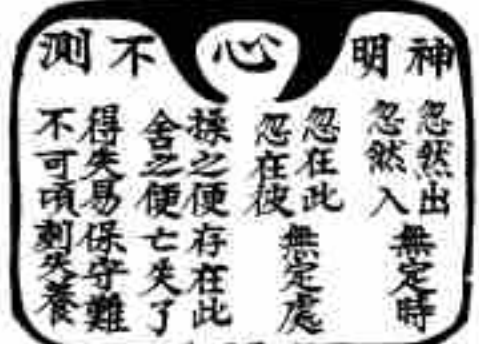 神明心不測
忽然出
忽然入
無定時
忽在此
忽在彼
無定處
操之便存在此
舍之便亡失了
得失易保守難
不可頃刻失養